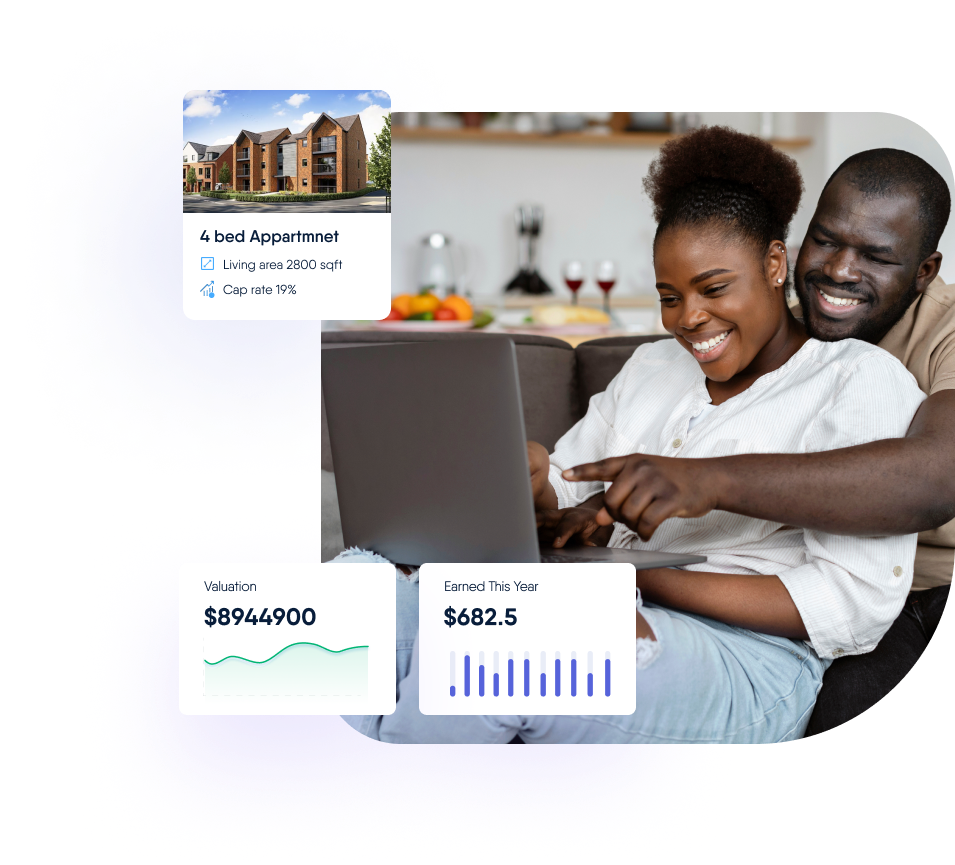 4 bed Appartmnet
Living area 2800 sqft
Cap rate 19%
Valuation
$8944900
Earned This Year
$682.5